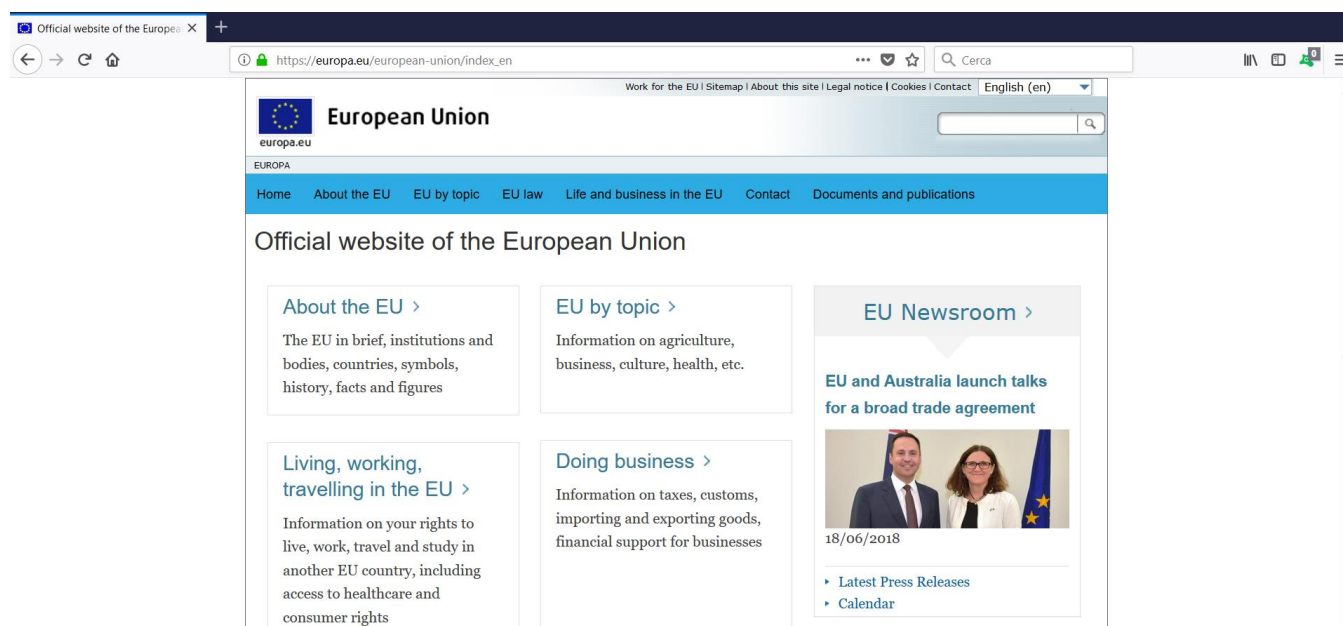 Official website of the Europea
https://europa.eu/european-union/index_en
Cerca
0
Work for the EU | Sitemap | About this site | Legal notice | Cookies | Contact English (en)
European Union
europa.eu
EUROPA
Home About the EU EU by topic EU law Life and business in the EU Contact Documents and publications
Official website of the European Union
About the EU >
The EU in brief, institutions and
bodies, countries, symbols,
history, facts and figures
EU by topic >
Information on agriculture,
business, culture, health, etc.
Living, working,
travelling in the EU >
Information on your rights to
live, work, travel and study in
another EU country, including
access to healthcare and
consumer rights
Doing business >
Information on taxes, customs,
importing and exporting goods,
financial support for businesses
EU Newsroom >
EU and Australia launch talks
for a broad trade agreement
18/06/2018
Latest Press Releases
Calendar